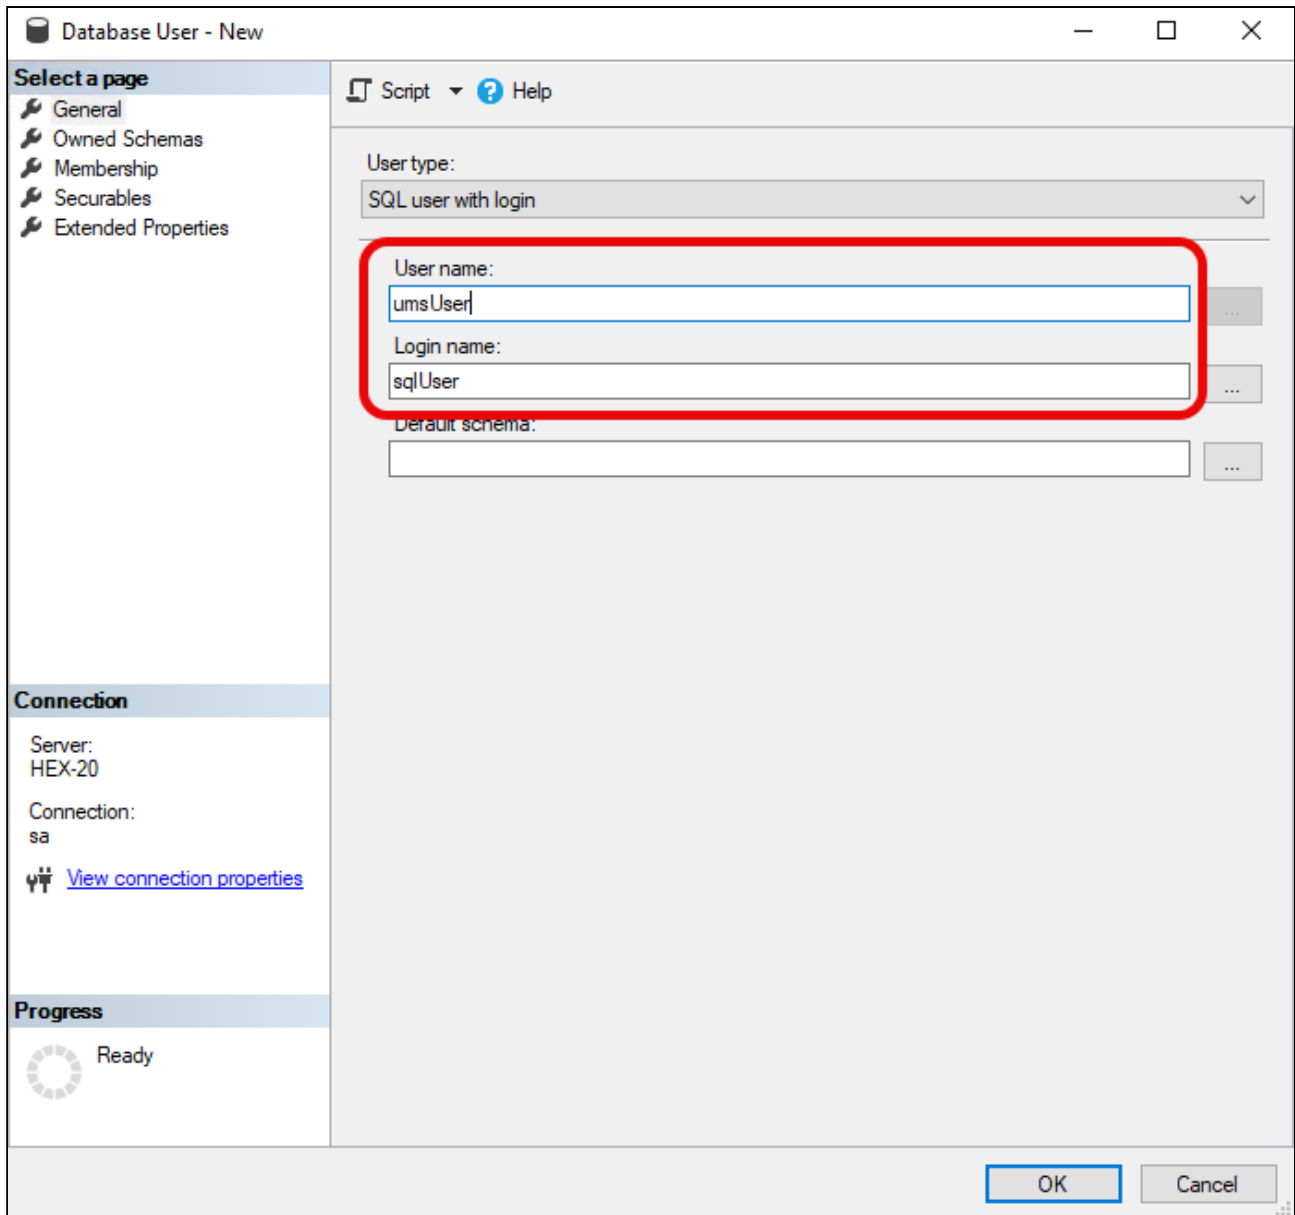 Database User - New
Select a page
General
Owned Schemas
Membership
Securables
Extended Properties
Script
Help
User type:
SQL user with login
User name:
umsUser
...
Login name:
sqlUser
...
Default schema:
...
Connection
Server:
HEX-20
Connection:
sa
View connection properties
Progress
Ready
OK
Cancel